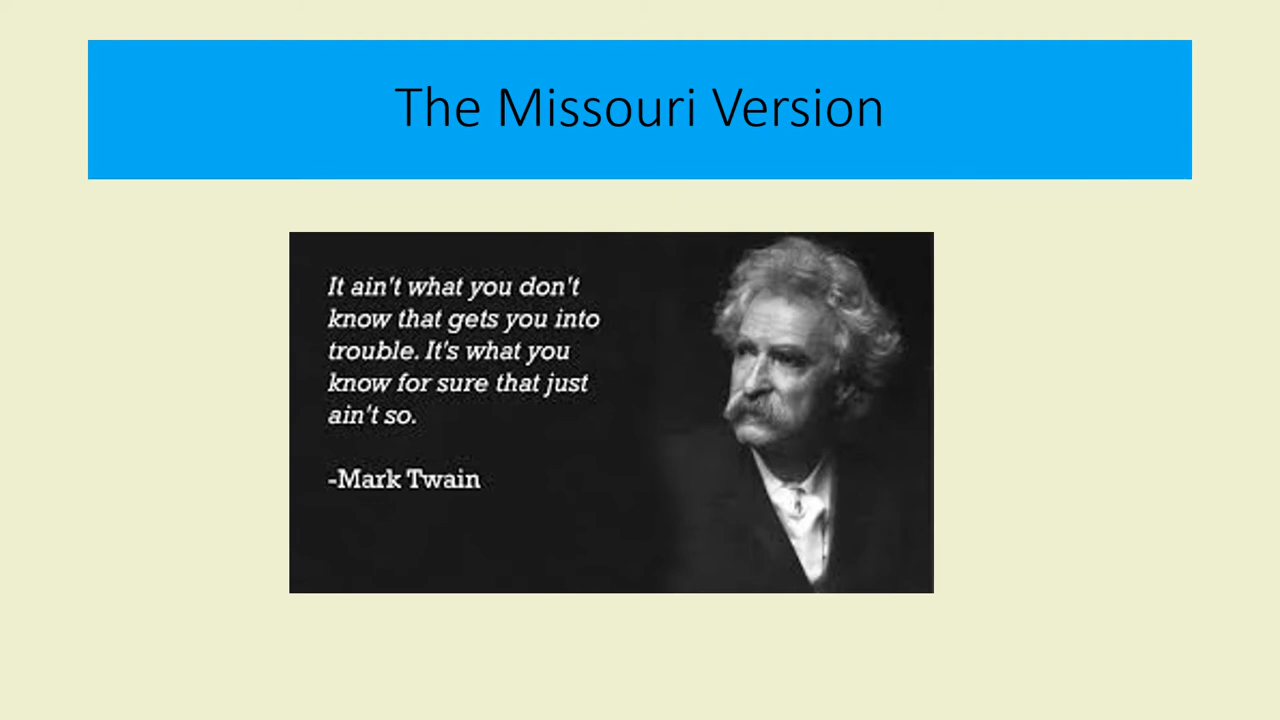 The Missouri Version
It ain't what you don't
know that gets you into
trouble. It's what you
know for sure that just
ain't so.
-Mark Twain